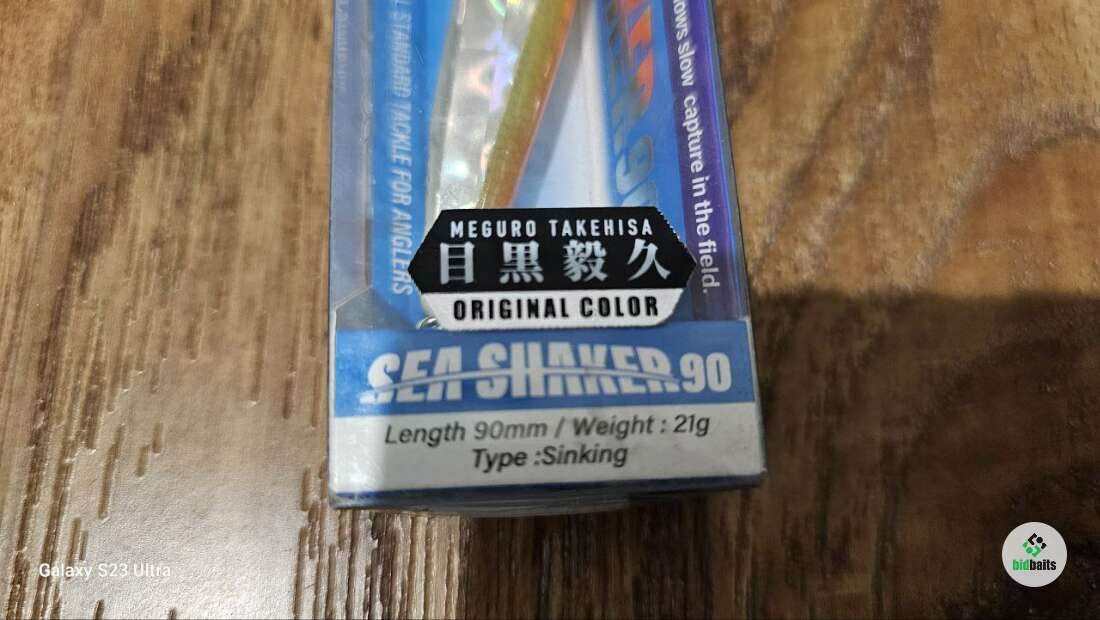 STANDARD TACKLE FOR ANGLERS
slow capture in the field.
MEGURO TAKEHISA
目黒毅久
ORIGINAL COLOR
SEA SHAKER 90
Length 90mm / Weight : 21g
Type :Sinking
Galaxy S23 Ultra
bidbaits